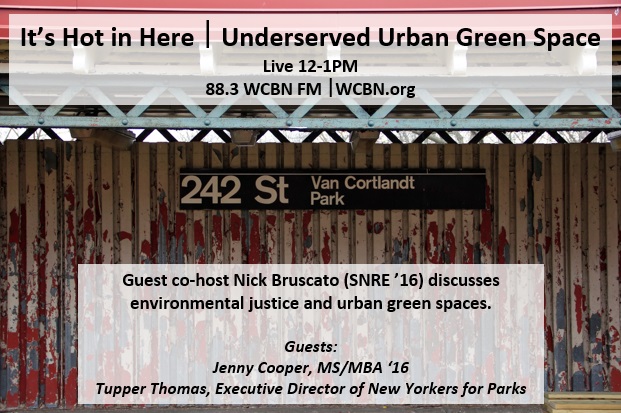 It's Hot in Here | Underserved Urban Green Space
Live 12-1PM
88.3 WCBN FM | WCBN.org
242 St Van Cortlandt
Park
Guest co-host Nick Bruscato (SNRE '16) discusses
environmental justice and urban green spaces.
Guests:
Jenny Cooper, MS/MBA '16
Tupper Thomas, Executive Director of New Yorkers for Parks